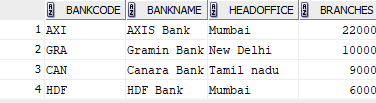 BANKCODE BANKNAME HEADOFFICE BRANCHES
1 AXI AXIS Bank Mumbai 22000
2 GRA Gramin Bank New Delhi 10000
3 CAN Canara Bank Tamil nadu 9000
4 HDF HDF Bank Mumbai 6000